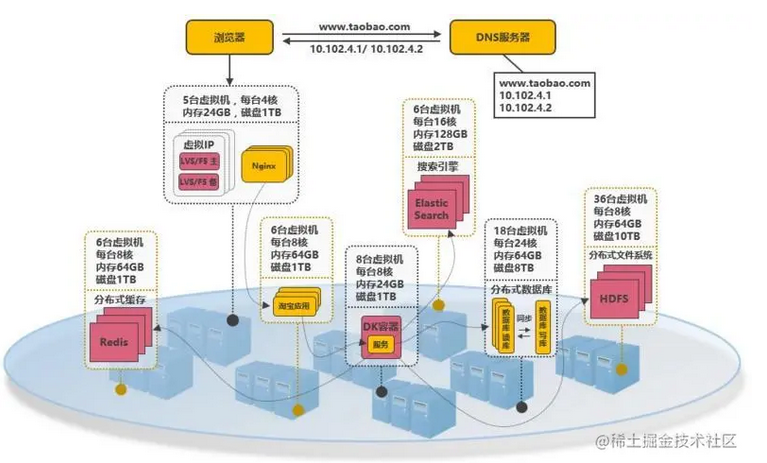 www.taobao.com
浏览器
DNS服务器
10.102.4.1/ 10.102.4.2
www.taobao.com
10.102.4.1
10.102.4.2
5台虚拟机，每台4核
内存24GB，磁盘1TB
虚拟IP
LVS/F5 主
LVS/F5 备
Nginx
6台虚拟机
每台16核
内存128GB
磁盘2TB
搜索引擎
Elastic
Search
36台虚拟机
每台8核
内存64GB
磁盘10TB
分布式文件系统
HDFS
6台虚拟机
每台8核
内存64GB
磁盘1TB
分布式缓存
Redis
6台虚拟机
每台8核
内存64GB
磁盘1TB
淘宝应用
8台虚拟机
每台8核
内存24GB
磁盘1TB
DK容器
服务
18台虚拟机
每台24核
内存64GB
磁盘8TB
分布式数据库
数据库 读库
同步
数据库 写库
@稀土掘金技术社区